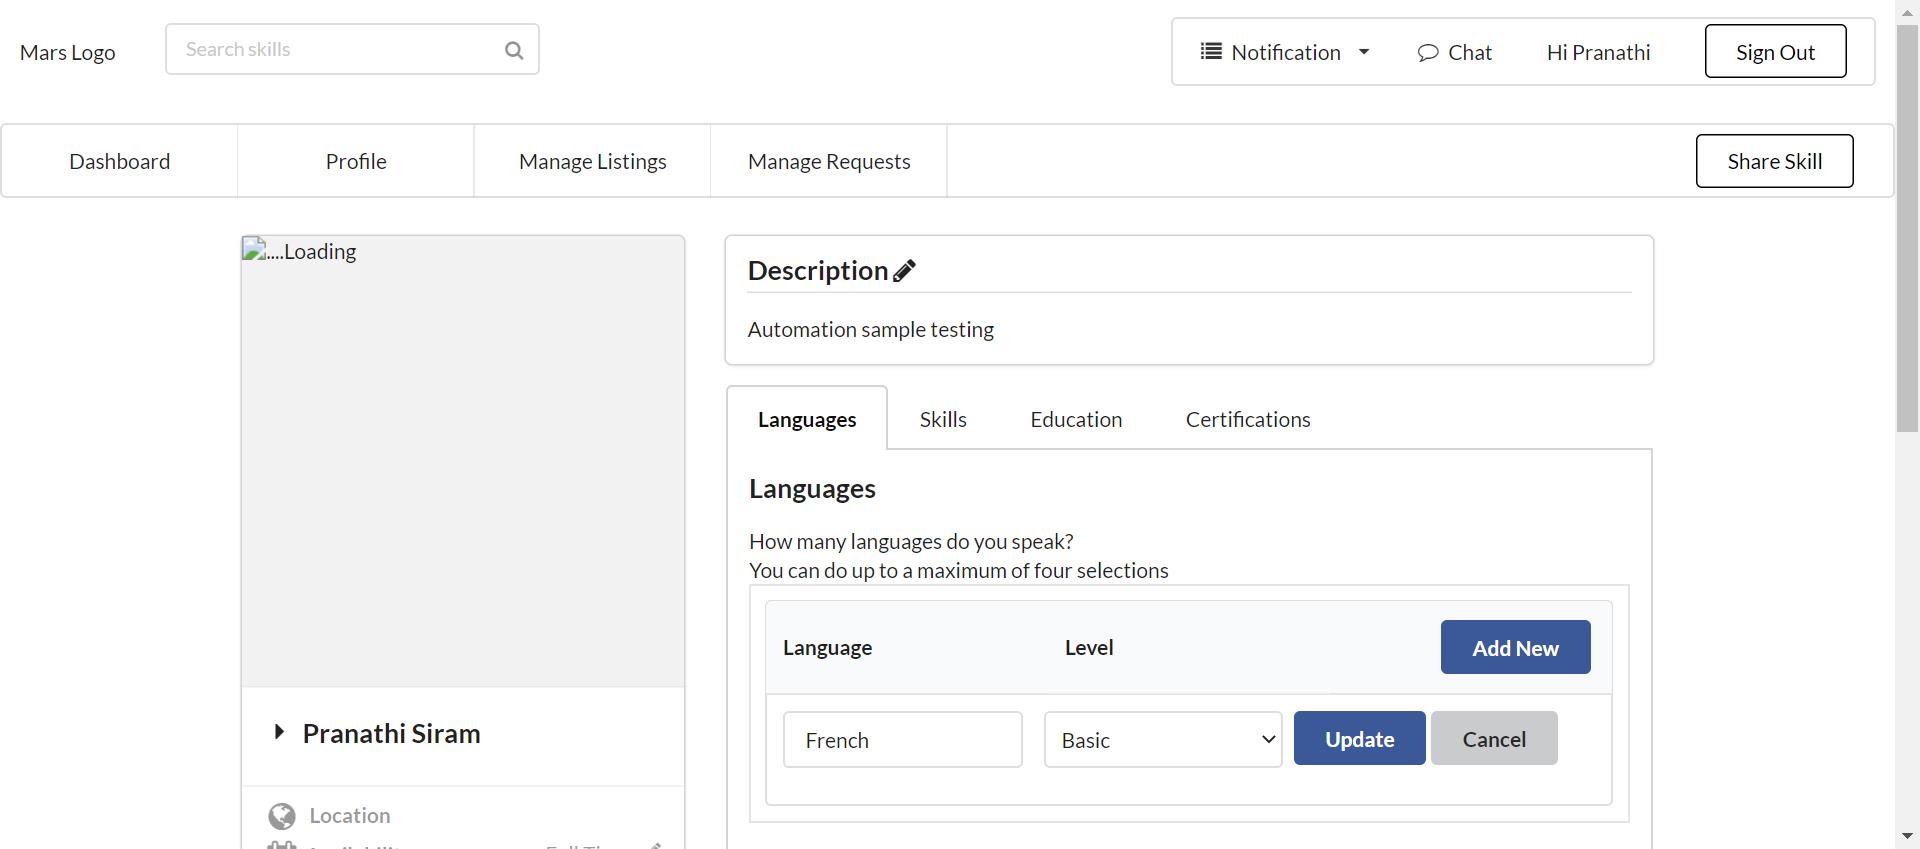 Mars Logo
Search skills
Notification
Chat
Hi Pranathi
Sign Out
Dashboard
Profile
Manage Listings
Manage Requests
Share Skill
....Loading
Description
Automation sample testing
Languages
Skills
Education
Certifications
Languages
How many languages do you speak?
You can do up to a maximum of four selections
Language
Level
Add New
French
Basic
Update
Cancel
Pranathi Siram
Location